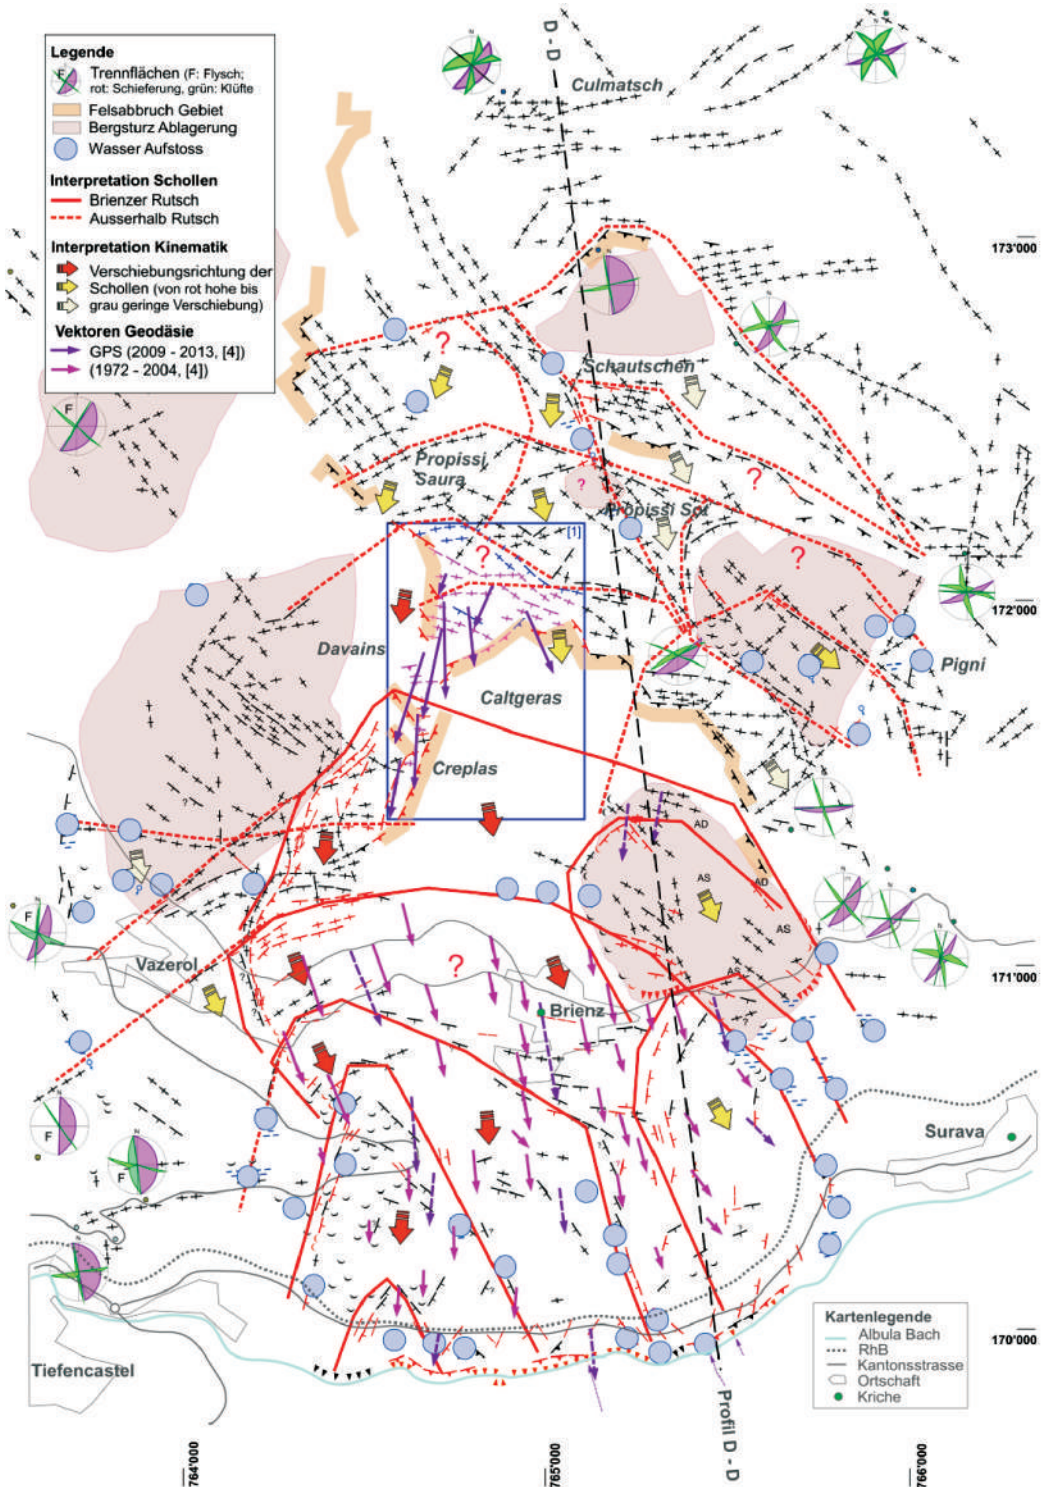 D - D
Culmatsch
Legende
F
Trennflächen (F: Flysch;
rot: Schieferung, grün: Klüfte
Felsabbruch Gebiet
Bergsturz Ablagerung
Wasser Aufstoss
Interpretation Schollen
Brienzer Rutsch
Ausserhalb Rutsch
Interpretation Kinematik
Verschiebungsrichtung der
Schollen (von rot hohe bis
grau geringe Verschiebung)
Vektoren Geodäsie
GPS (2009 - 2013, [4])
(1972 - 2004, [4])
N
N
N
N
173'000
?
Schautschen
F
Propissi
Saura
?
?
Propissi Sot
[1]
?
?
172'000
Davains
Pigni
Caltgeras
Creplas
?
AD
AS
AD
AS
AS
F
Vazerol
?
?
171'000
Brienz
?
N
F
N
F
?
Surava
?
?
N
170'000
Tiefencastel
Kartenlegende
Albula Bach
RhB
Kantonsstrasse
Ortschaft
Kriche
Profil D - D
764'000
765'000
766'000